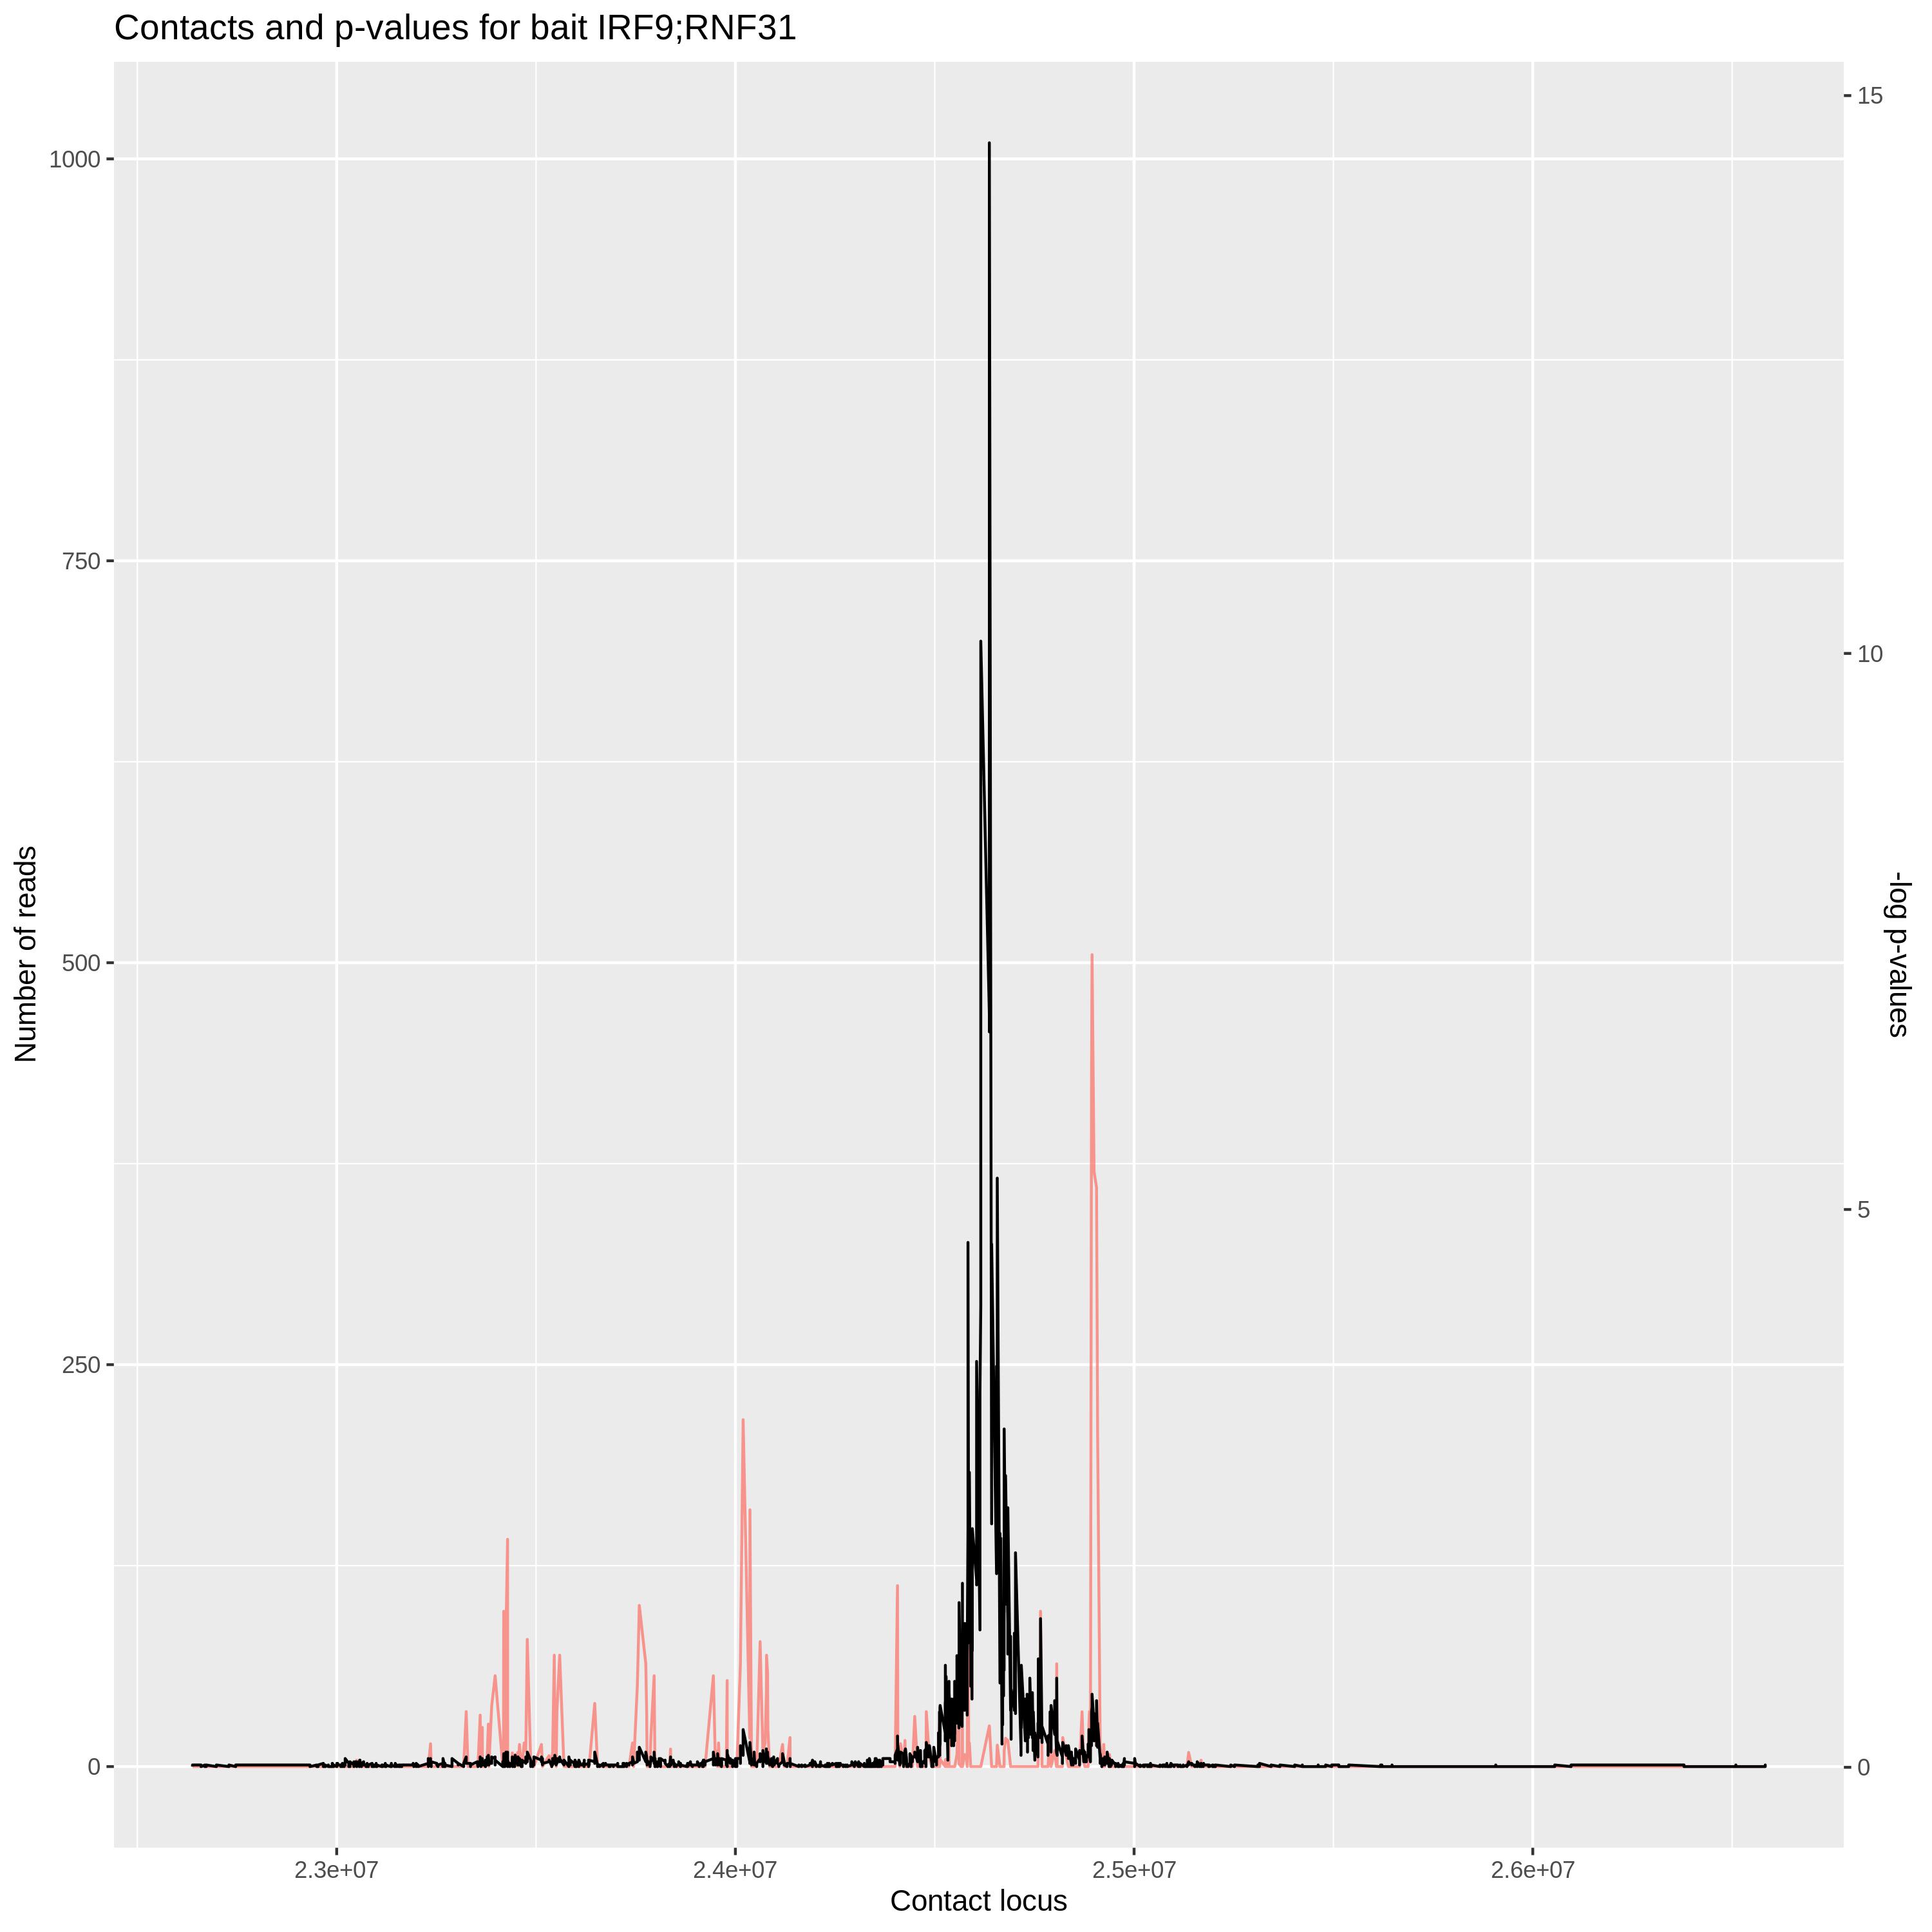 Contacts and p-values for bait IRF9;RNF31
1000
750
500
250
0
Number of reads
15
10
5
0
-log p-values
2.3e+07
2.4e+07
2.5e+07
2.6e+07
Contact locus